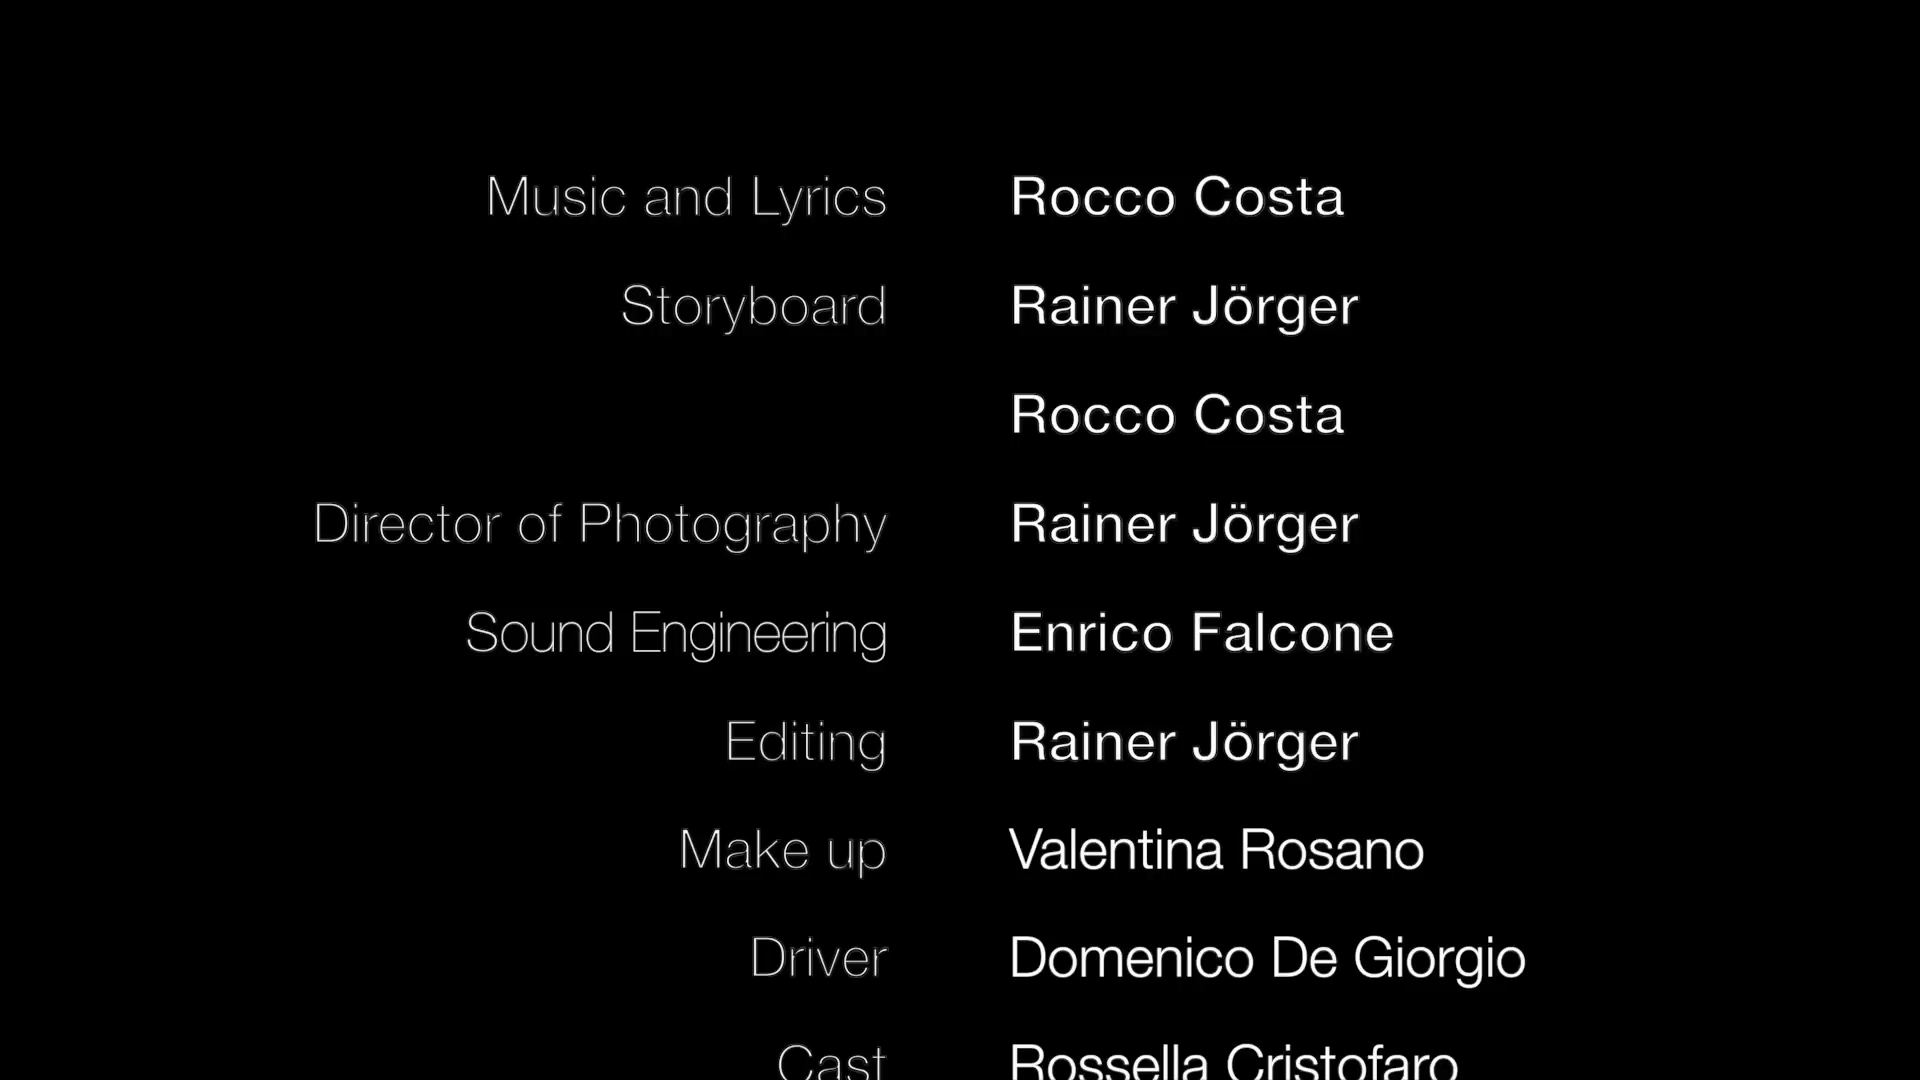 Music and Lyrics Rocco Costa
Storyboard Rainer Jörger
Rocco Costa
Director of Photography Rainer Jörger
Sound Engineering Enrico Falcone
Editing Rainer Jörger
Make up Valentina Rosano
Driver Domenico De Giorgio
Cast Rossella Cristofaro